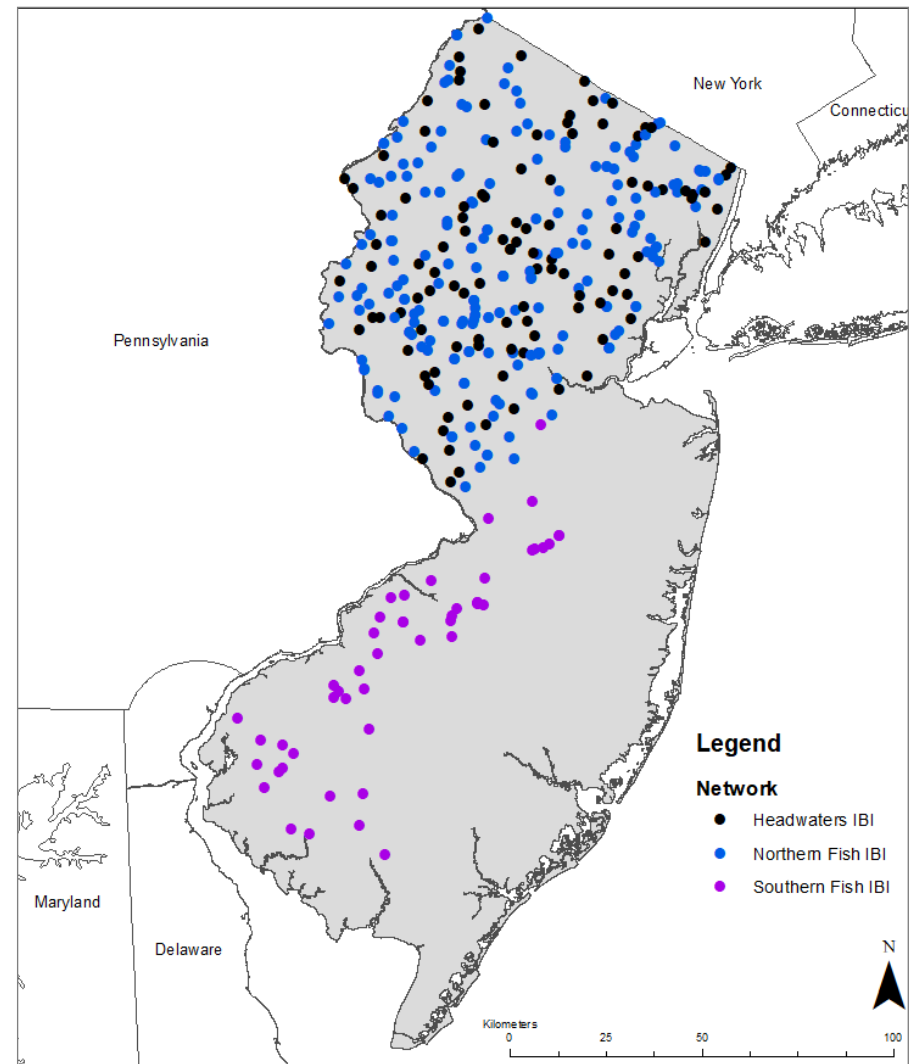 New York
Connecticu
Pennsylvania
Legend
Network
Headwaters IBI
Northern Fish IBI
Southern Fish IBI
Maryland
Delaware
N
Kilometers
0 25 50 100